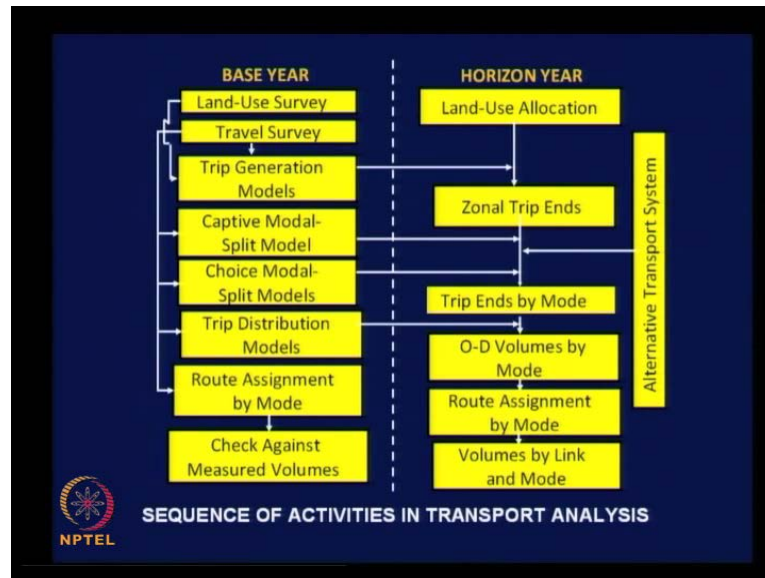 BASE YEAR
Land-Use Survey
Travel Survey
Trip Generation
Models
Captive Modal-
Split Model
Choice Modal-
Split Models
Trip Distribution
Models
Route Assignment
by Mode
Check Against
Measured Volumes
HORIZON YEAR
Land-Use Allocation
Zonal Trip Ends
Trip Ends by Mode
O-D Volumes by
Mode
Route Assignment
by Mode
Volumes by Link
and Mode
Alternative Transport System
NPTEL
SEQUENCE OF ACTIVITIES IN TRANSPORT ANALYSIS